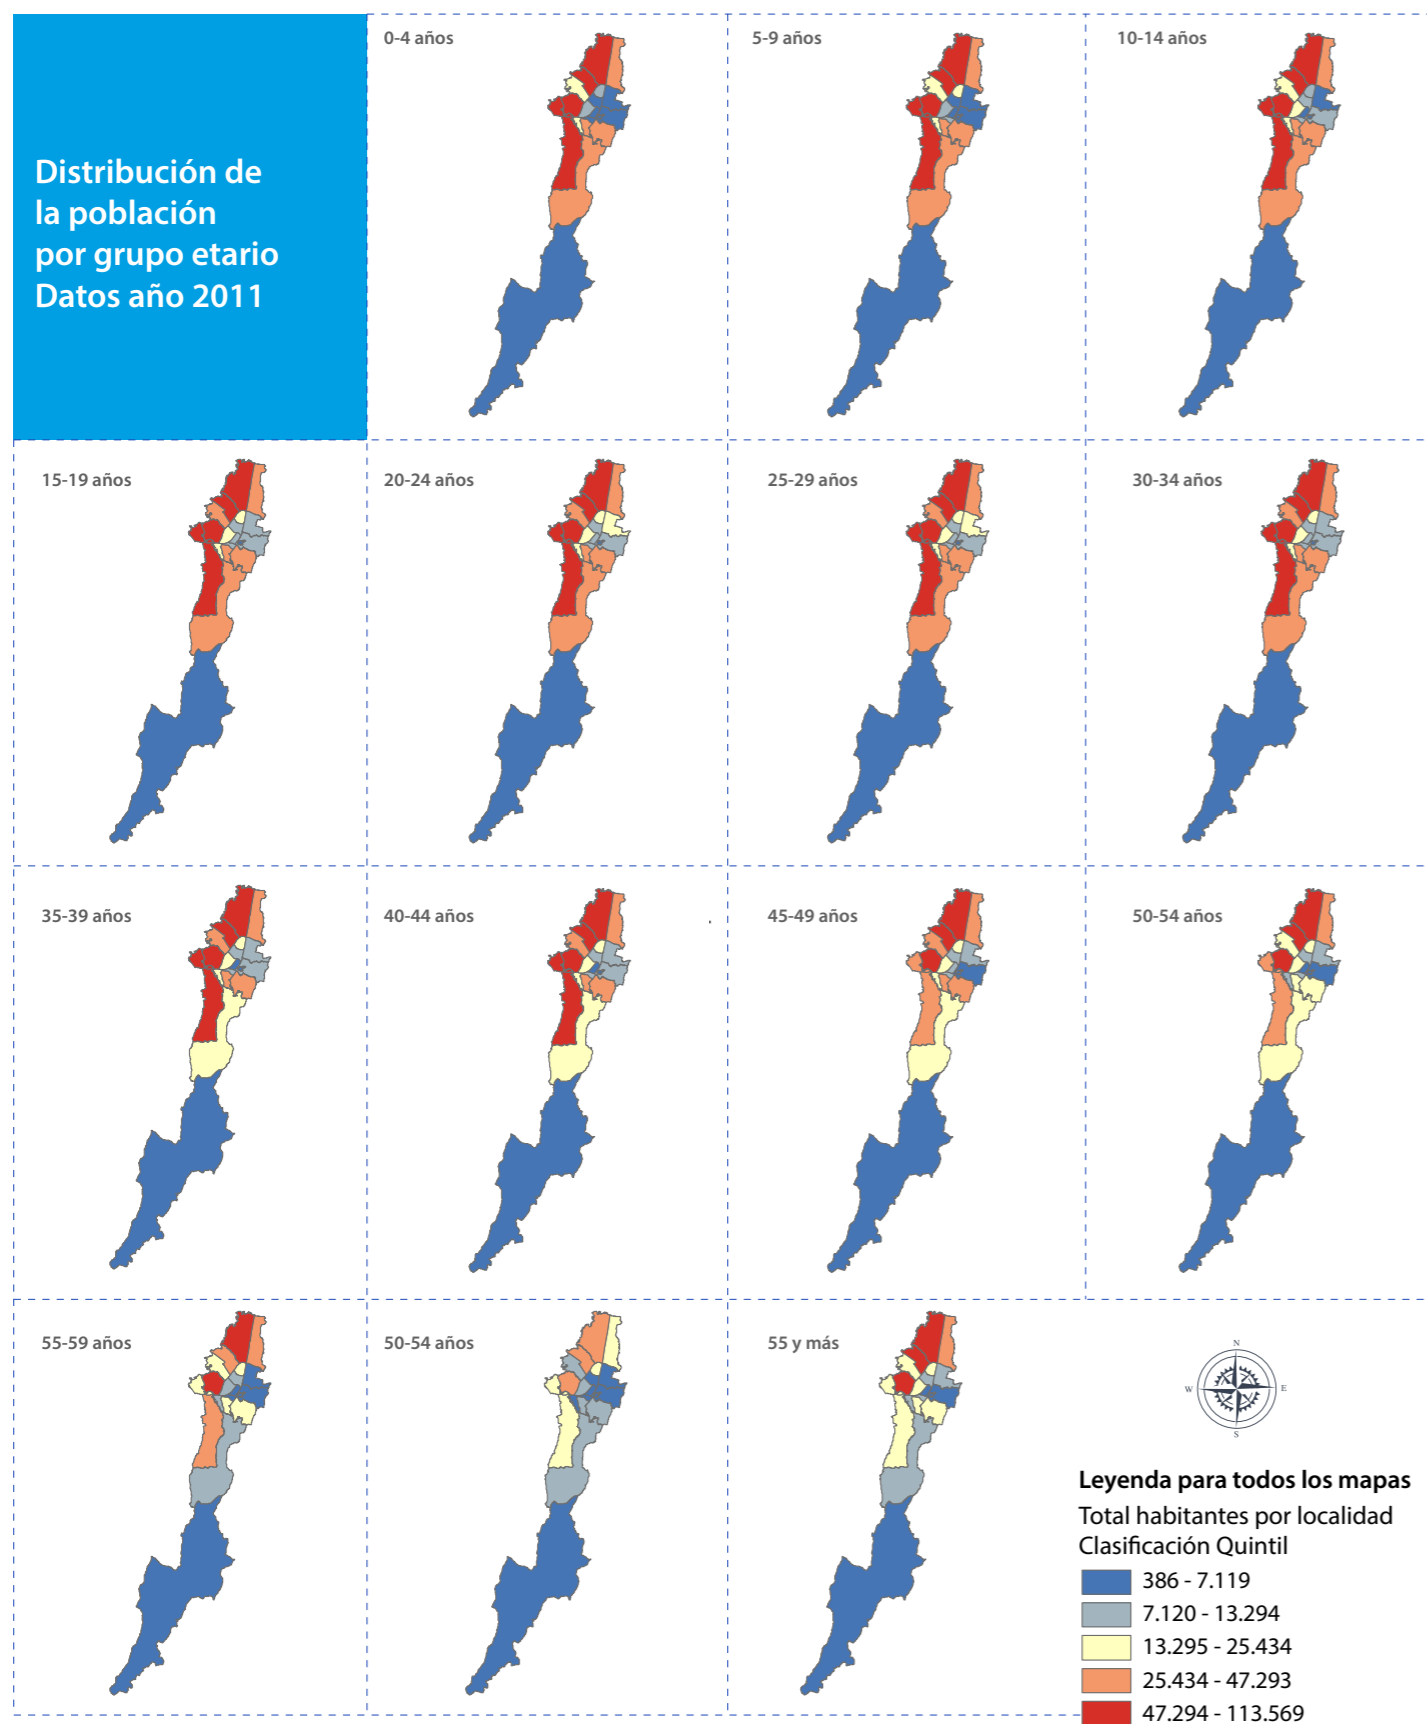 Distribución de
la población
por grupo etario
Datos año 2011
0-4 años
5-9 años
10-14 años
15-19 años
20-24 años
25-29 años
30-34 años
35-39 años
40-44 años
45-49 años
50-54 años
55-59 años
50-54 años
55 y más
N
W
E
S
Leyenda para todos los mapas
Total habitantes por localidad
Clasificación Quintil
386 - 7.119
7.120 - 13.294
13.295 - 25.434
25.434 - 47.293
47.294 - 113.569